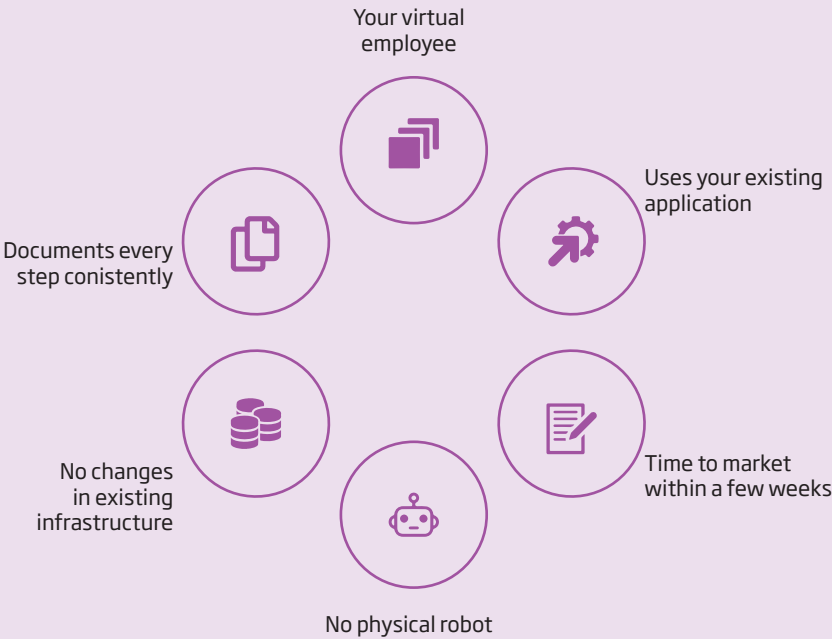 Your virtual
employee
Uses your existing
application
Documents every
step conistently
No changes
in existing
infrastructure
Time to market
within a few weeks
No physical robot